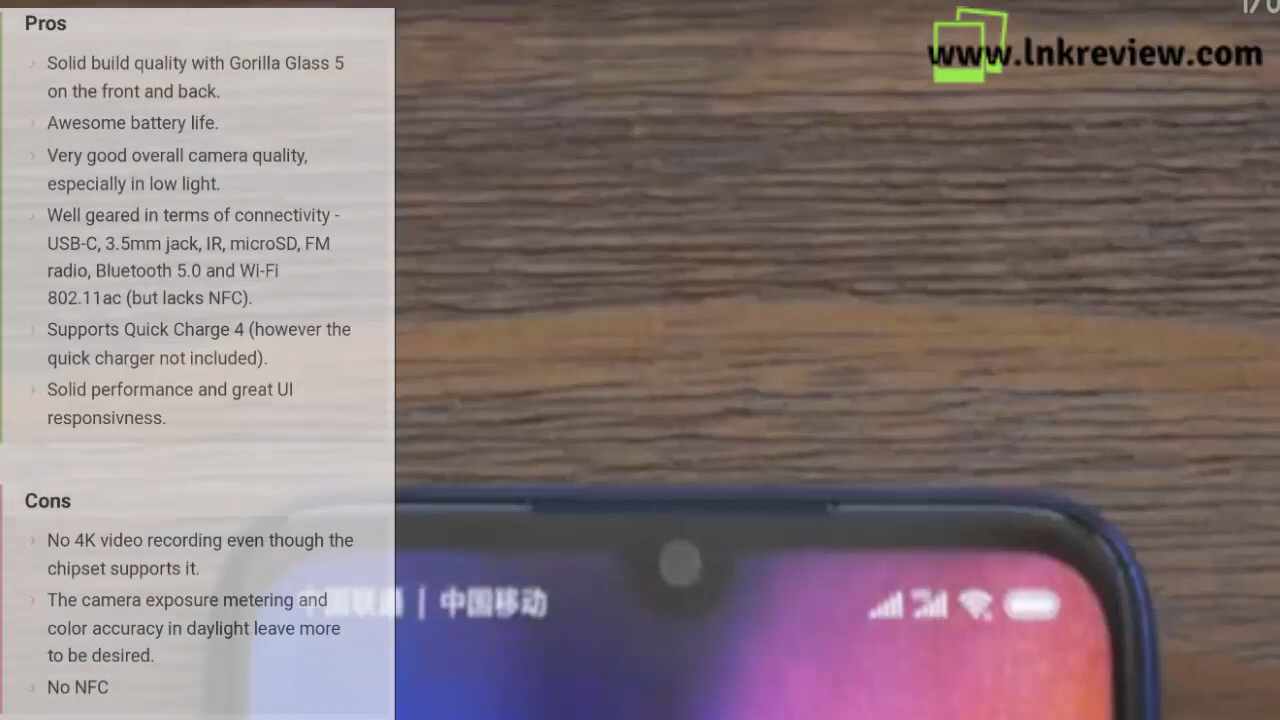 Pros
Solid build quality with Gorilla Glass 5
on the front and back.
Awesome battery life.
Very good overall camera quality,
especially in low light.
Well geared in terms of connectivity -
USB-C, 3.5mm jack, IR, microSD, FM
radio, Bluetooth 5.0 and Wi-Fi
802.11ac (but lacks NFC).
Supports Quick Charge 4 (however the
quick charger not included).
Solid performance and great UI
responsivness.
Cons
No 4K video recording even though the
chipset supports it.
The camera exposure metering and
color accuracy in daylight leave more
to be desired.
No NFC
www.lnkreview.com
| 中国移动